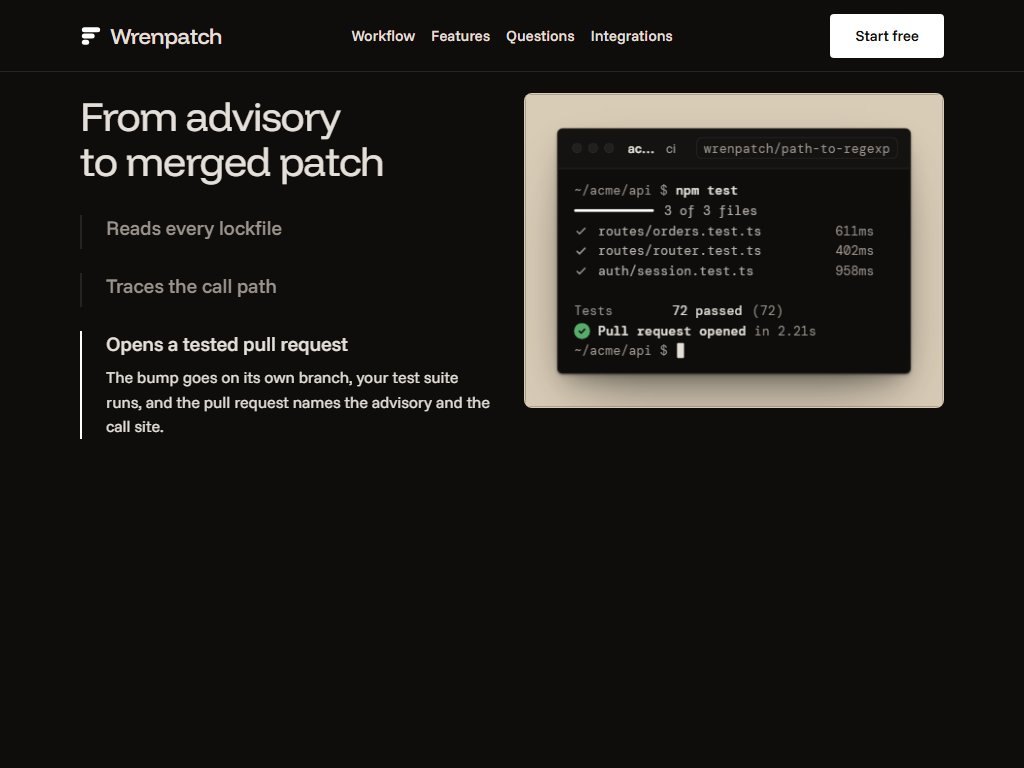 Wrenpatch
Workflow
Features
Questions
Integrations
Start free
From advisory
to merged patch
Reads every lockfile
Traces the call path
Opens a tested pull request
The bump goes on its own branch, your test suite
runs, and the pull request names the advisory and the
call site.
ac... ci wrenpatch/path-to-regexp
~/acme/api $ npm test
3 of 3 files
✓ routes/orders.test.ts 611ms
✓ routes/router.test.ts 402ms
✓ auth/session.test.ts 958ms
Tests 72 passed (72)
Pull request opened in 2.21s
~/acme/api $